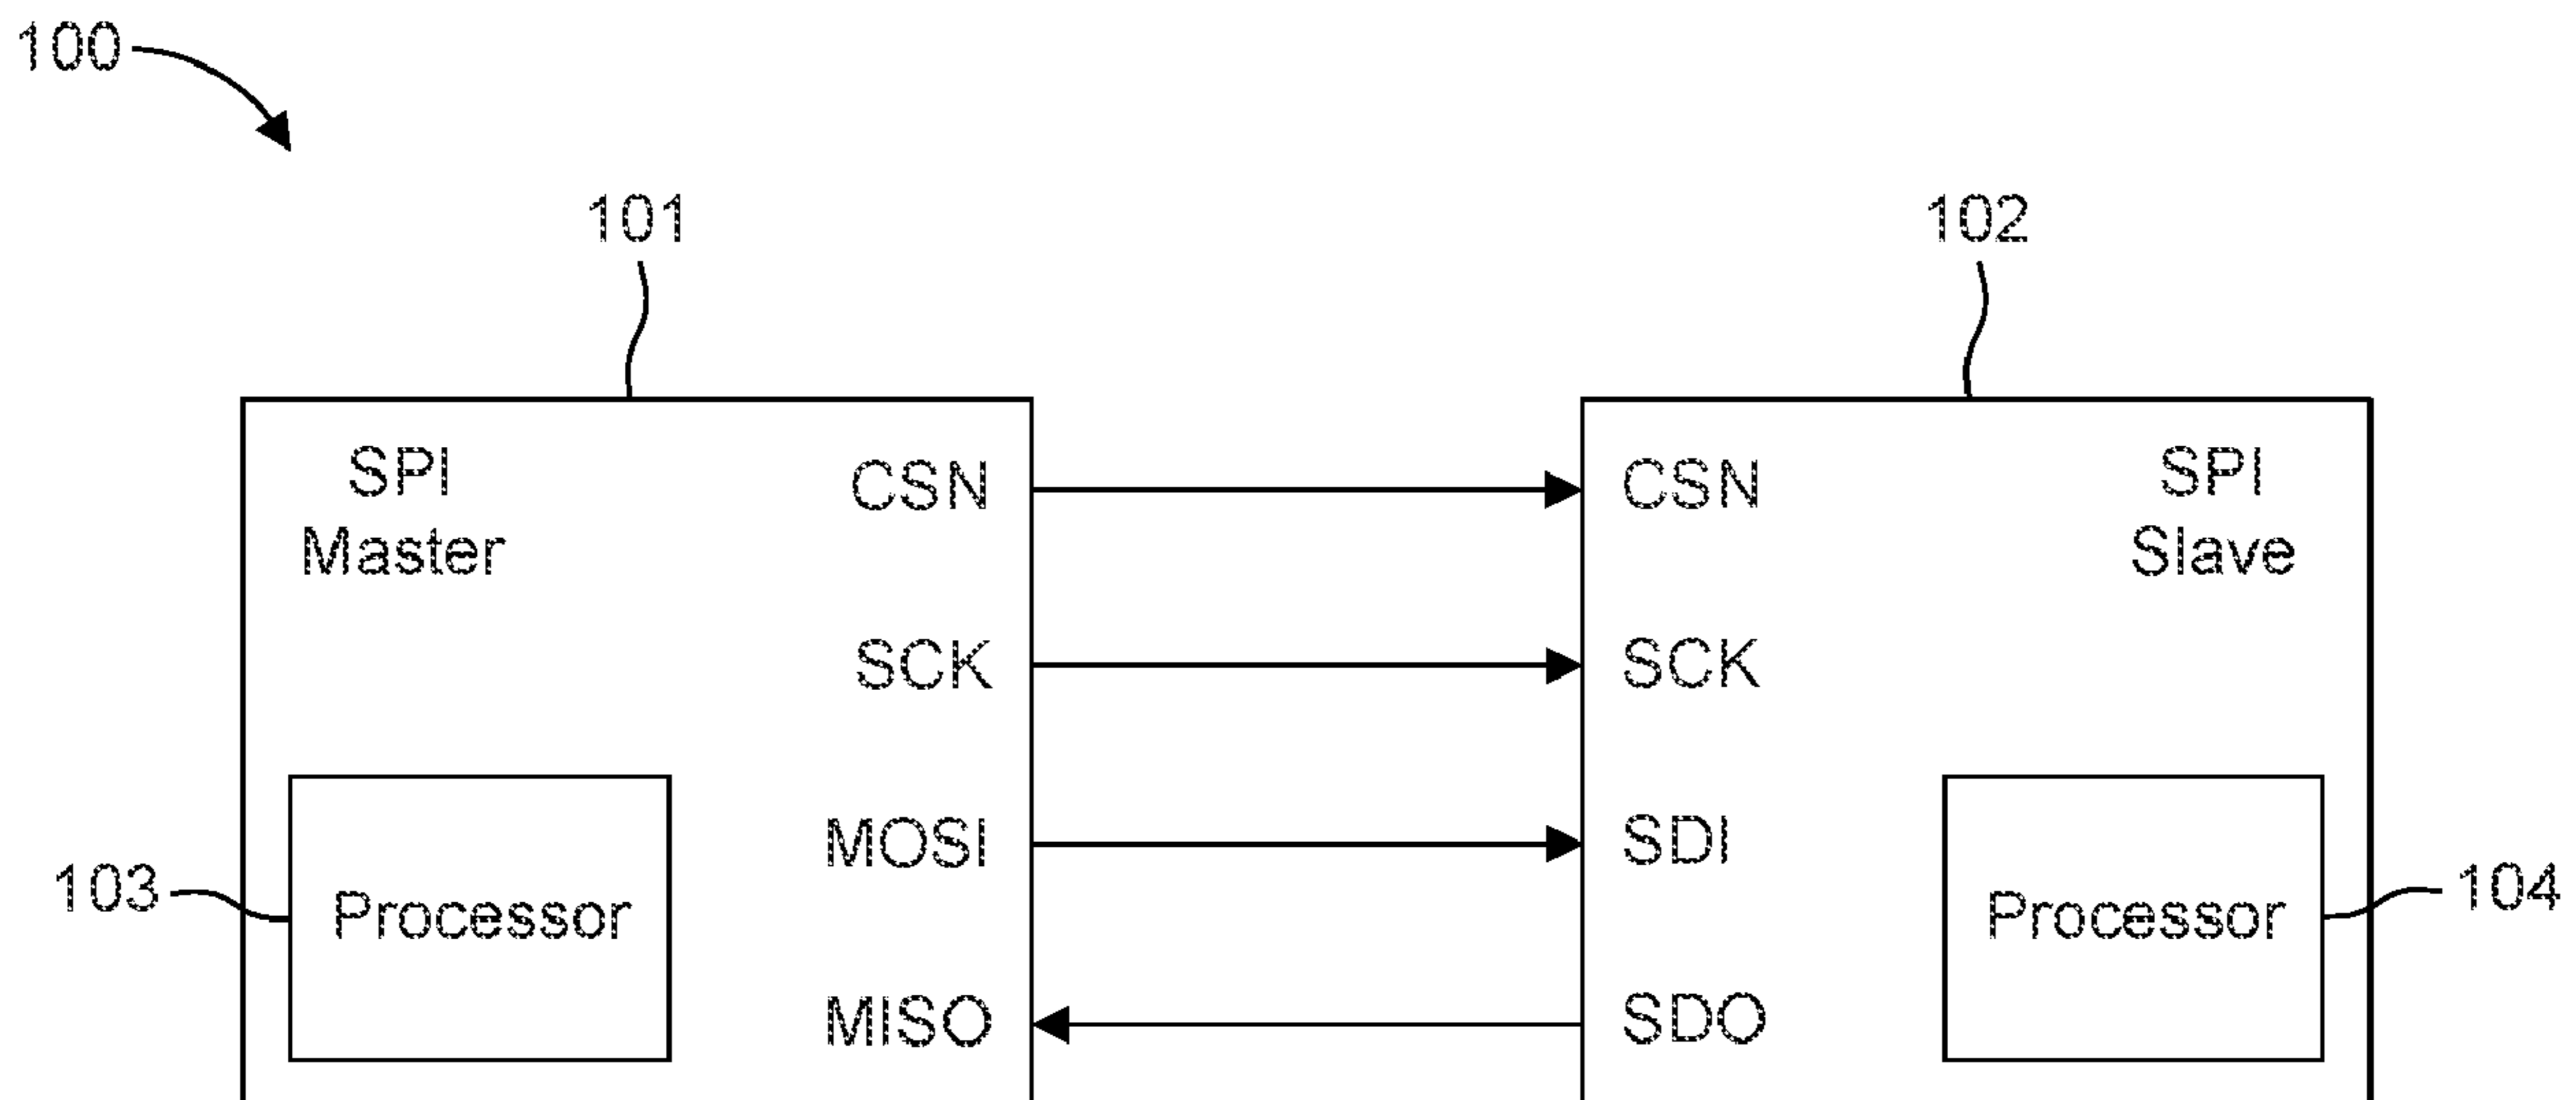 100
101
102
SPI
Master
CSN
CSN
SPI
Slave
SCK
SCK
MOSI
SDI
103
Processor
Processor
104
MISO
SDO